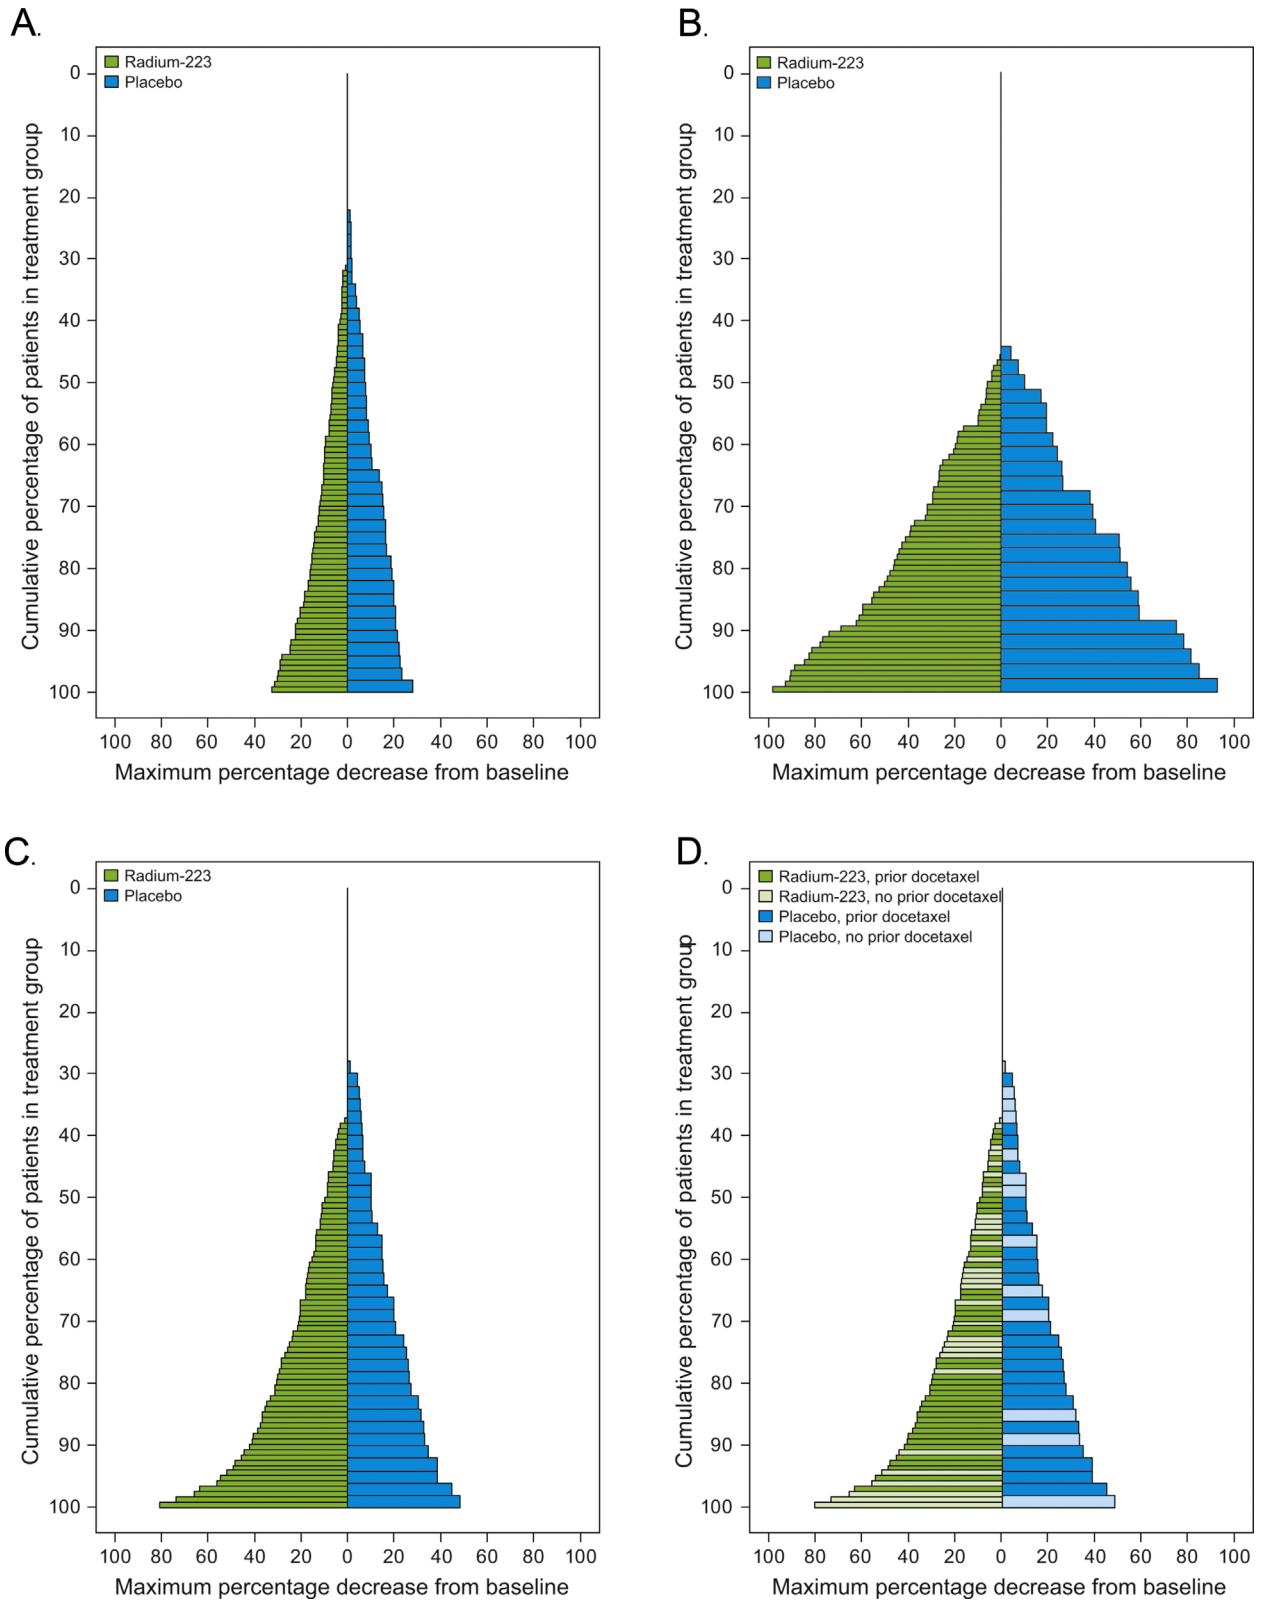 A.
Radium-223
Placebo
Cumulative percentage of patients in treatment group
0
10
20
30
40
50
60
70
80
90
100
100 80 60 40 20 0 20 40 60 80 100
Maximum percentage decrease from baseline
B.
Radium-223
Placebo
Cumulative percentage of patients in treatment group
0
10
20
30
40
50
60
70
80
90
100
100 80 60 40 20 0 20 40 60 80 100
Maximum percentage decrease from baseline
C.
Radium-223
Placebo
Cumulative percentage of patients in treatment group
0
10
20
30
40
50
60
70
80
90
100
100 80 60 40 20 0 20 40 60 80 100
Maximum percentage decrease from baseline
D.
Radium-223, prior docetaxel
Radium-223, no prior docetaxel
Placebo, prior docetaxel
Placebo, no prior docetaxel
Cumulative percentage of patients in treatment group
0
10
20
30
40
50
60
70
80
90
100
100 80 60 40 20 0 20 40 60 80 100
Maximum percentage decrease from baseline